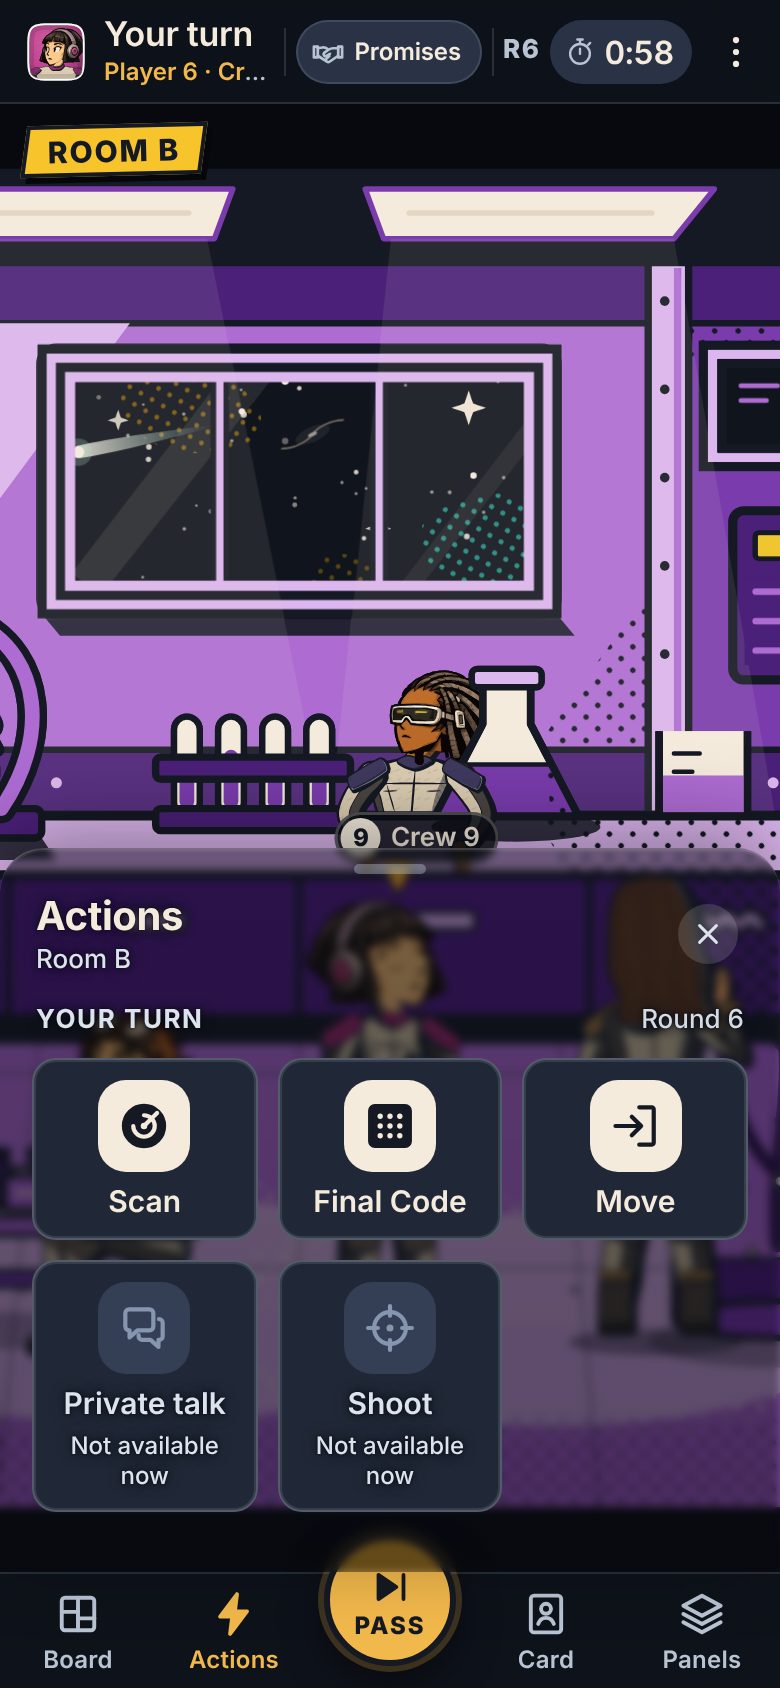 Your turn
Player 6 · Cr...
Promises
R6
0:58
ROOM B
9 Crew 9
Actions
Room B
YOUR TURN
Round 6
Scan
Final Code
Move
Private talk
Not available
now
Shoot
Not available
now
PASS
Board
Actions
Card
Panels